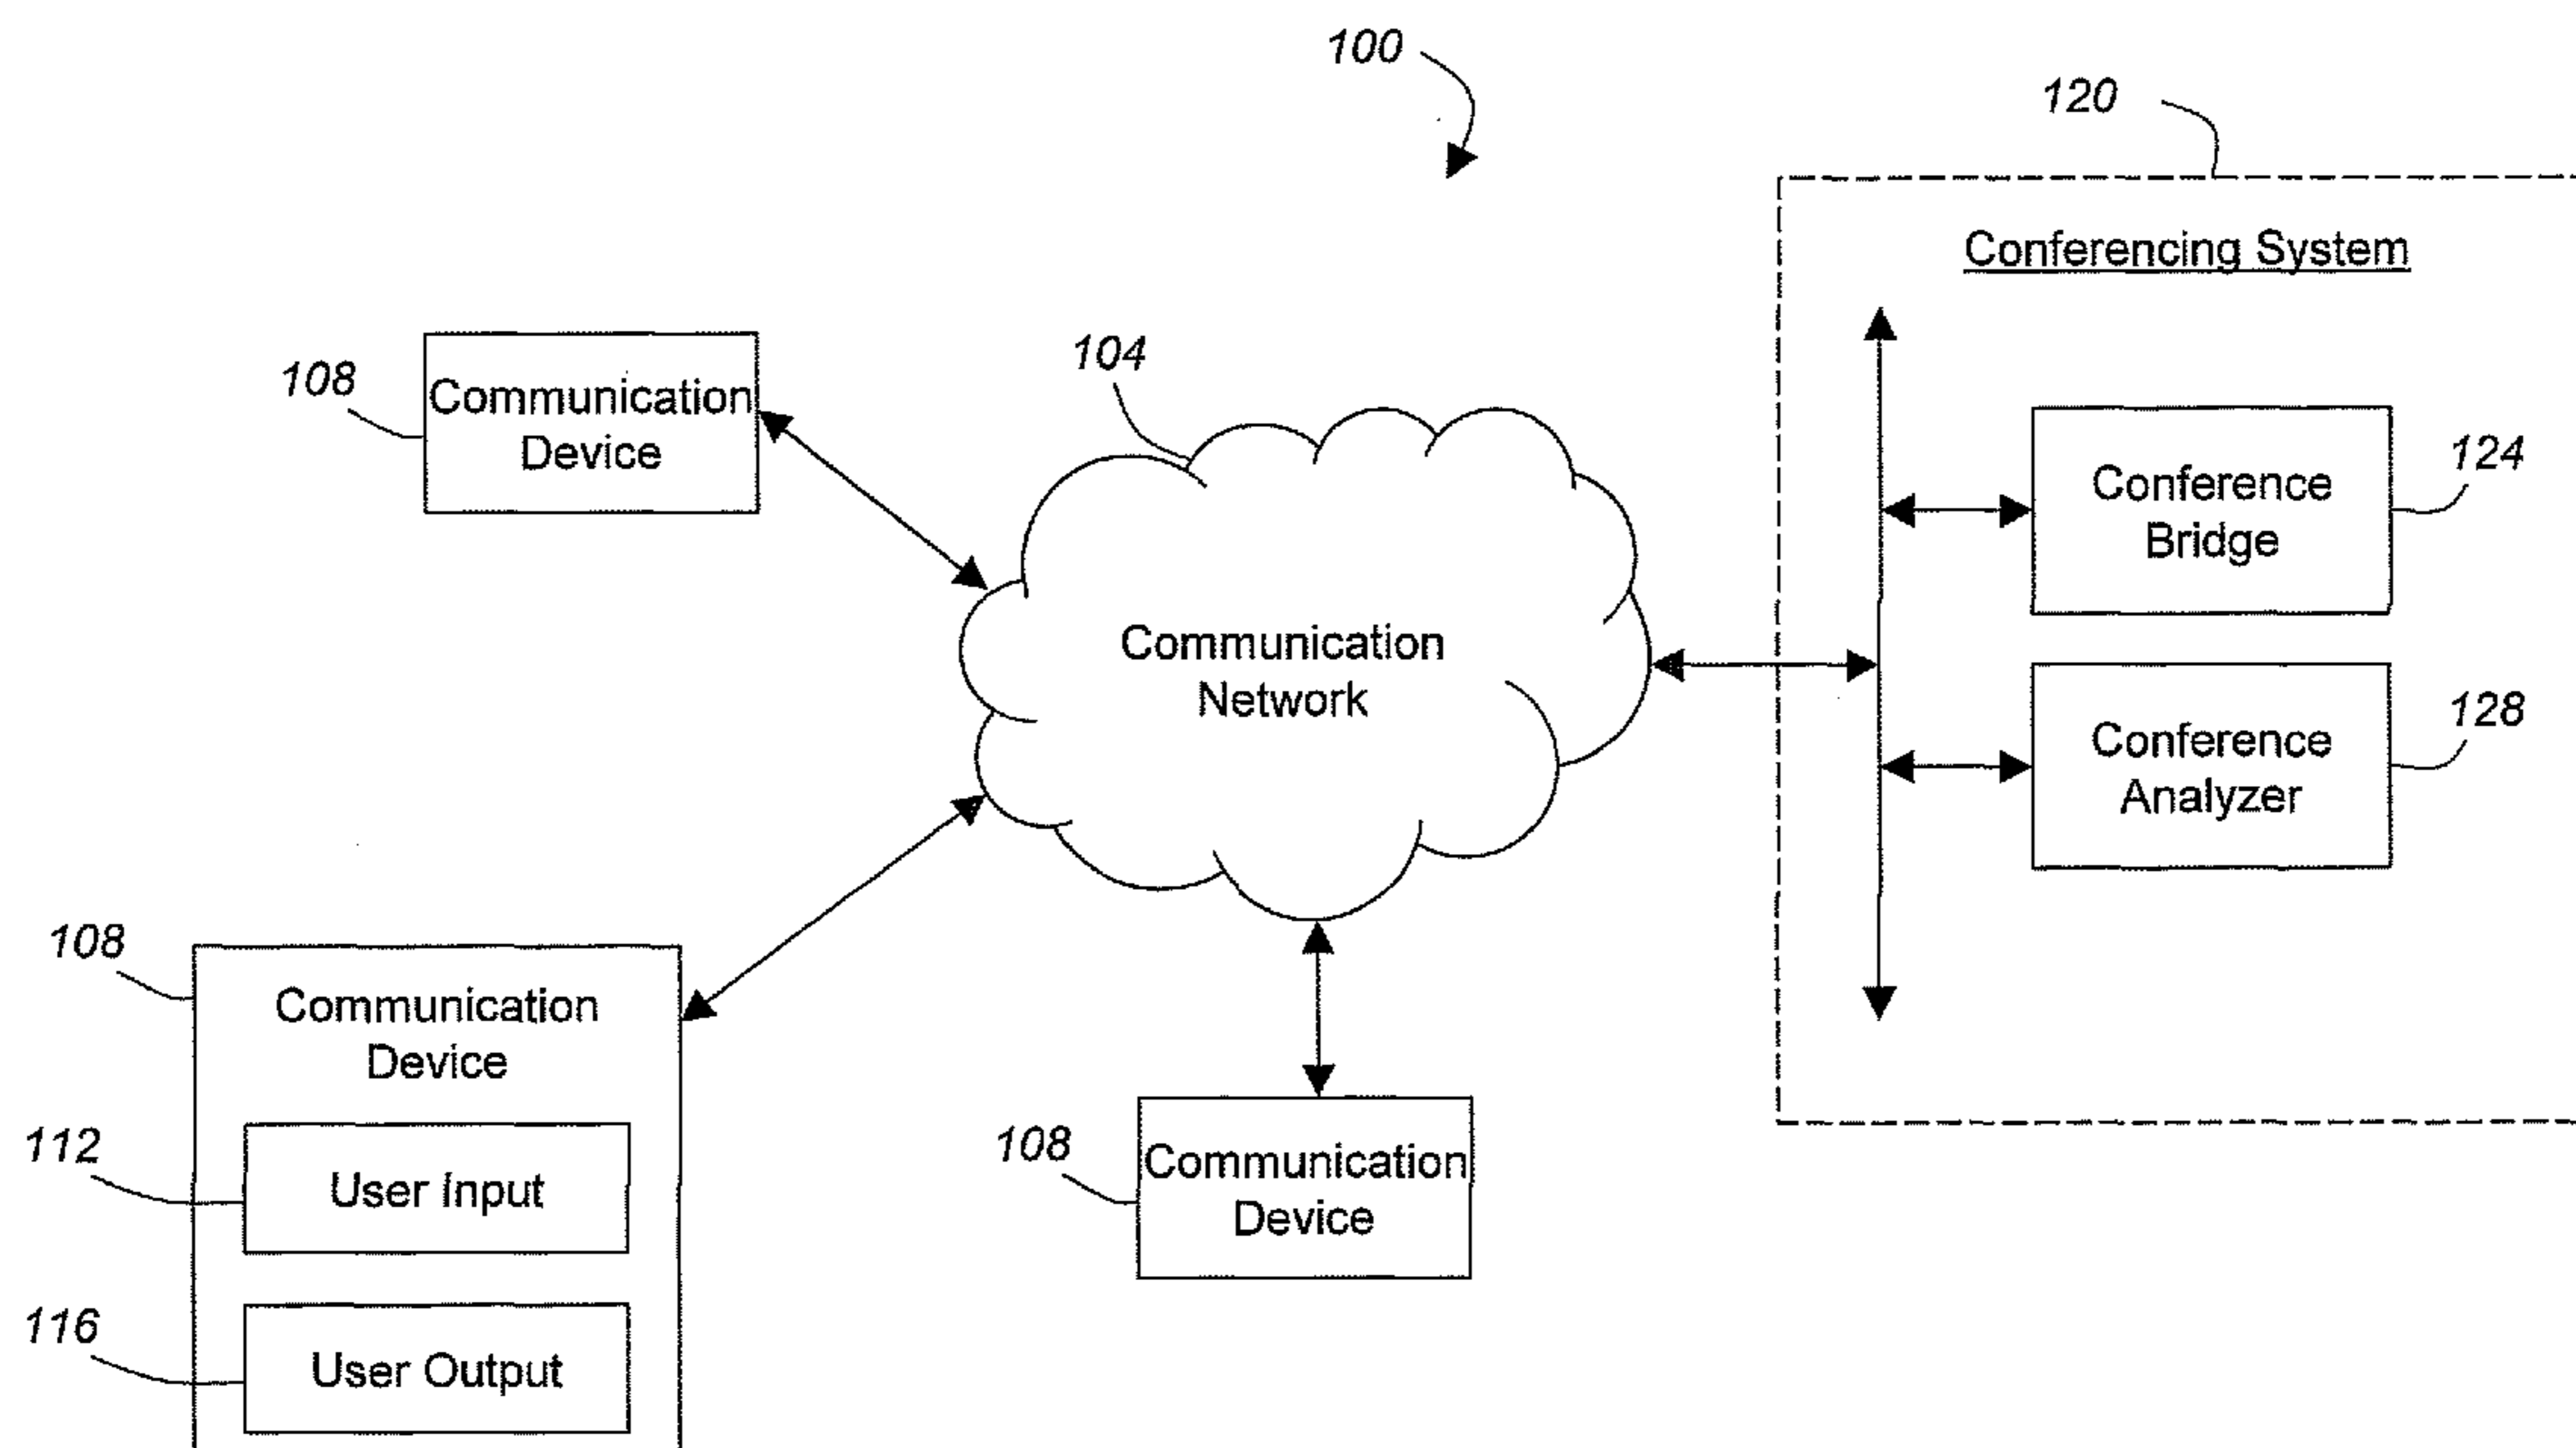 100
120
Conferencing System
108
Communication
Device
104
Conference
Bridge
124
Communication
Network
Conference
Analyzer
128
108
Communication
Device
112
User Input
116
User Output
108
Communication
Device